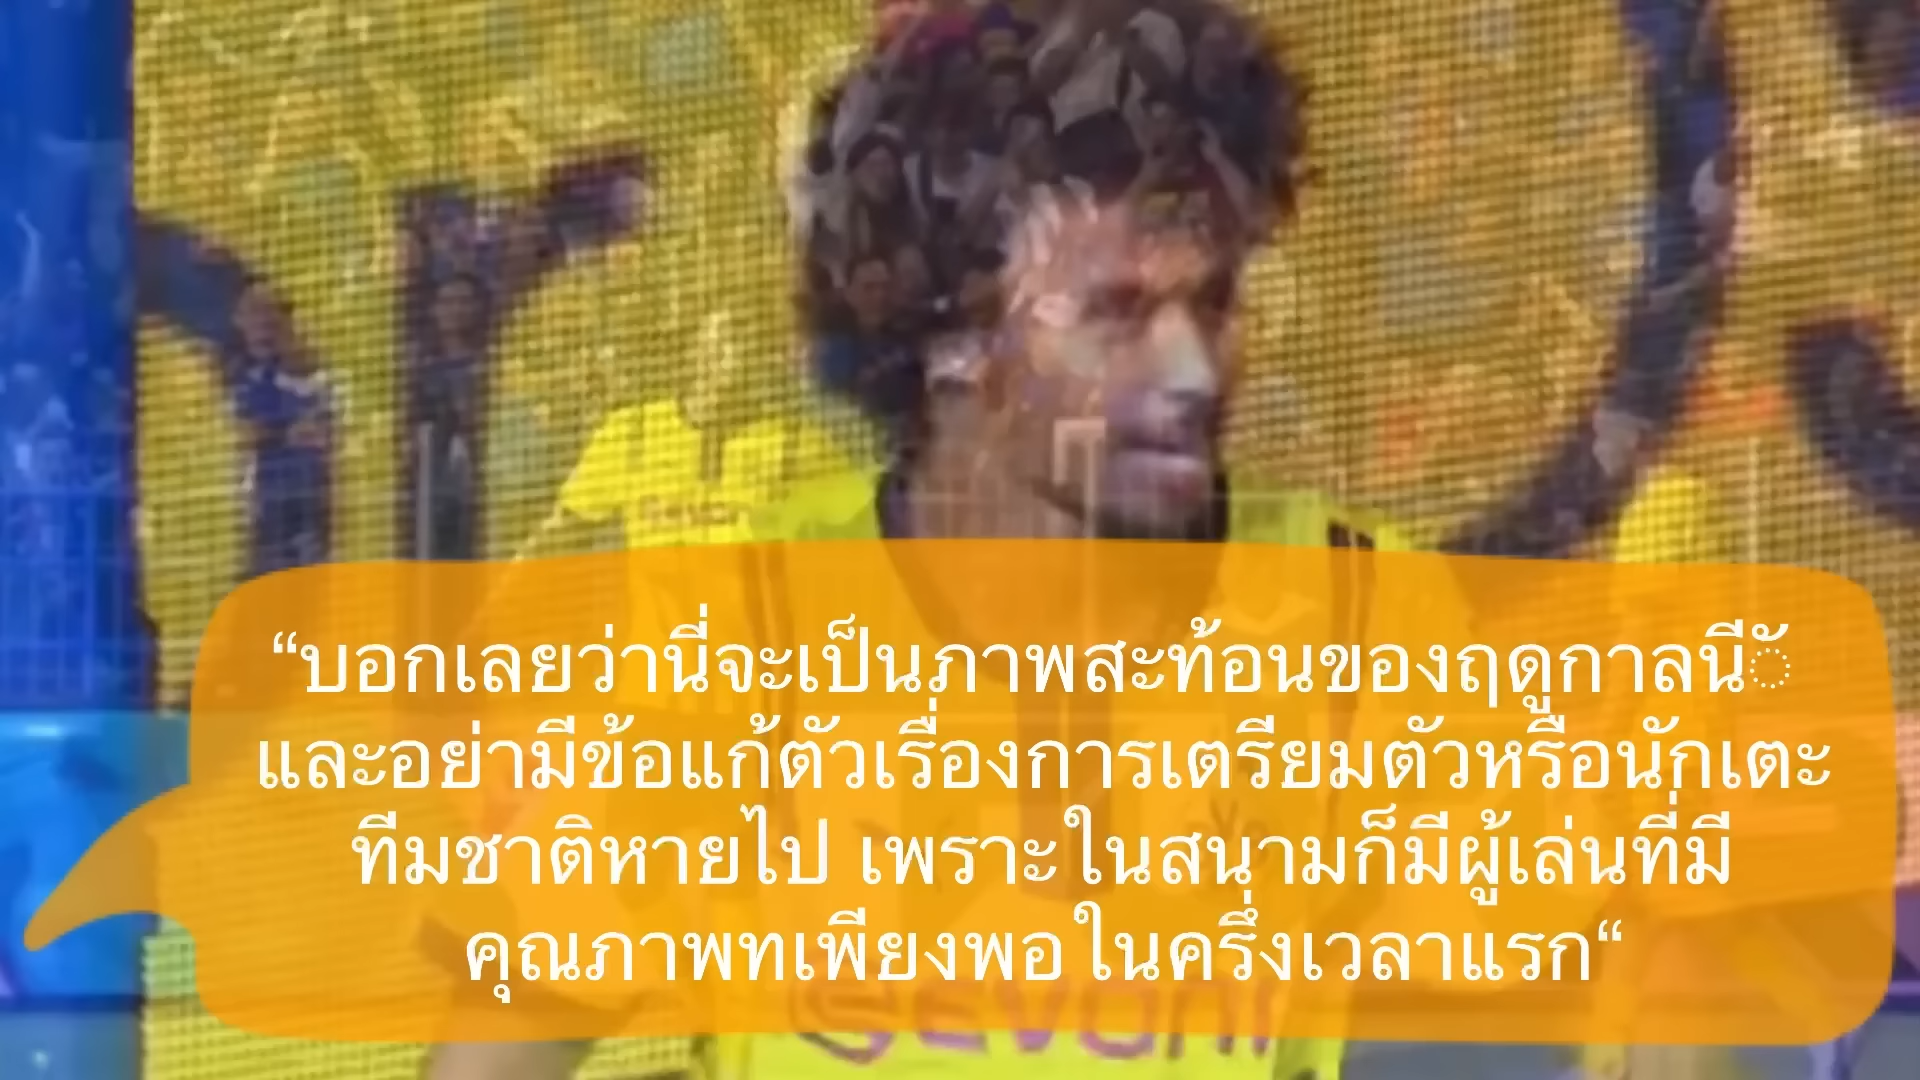 “บอกเลยว่านี่จะเป็นภาพสะท้อนของฤดูกาลนีั
และอย่ามีข้อแก้ตัวเรื่องการเตรียมตัวหรือนักเตะ
ทีมชาติหายไป เพราะในสนามก็มีผู้เล่นที่มี
คุณภาพทเพียงพอในครึ่งเวลาแรก“